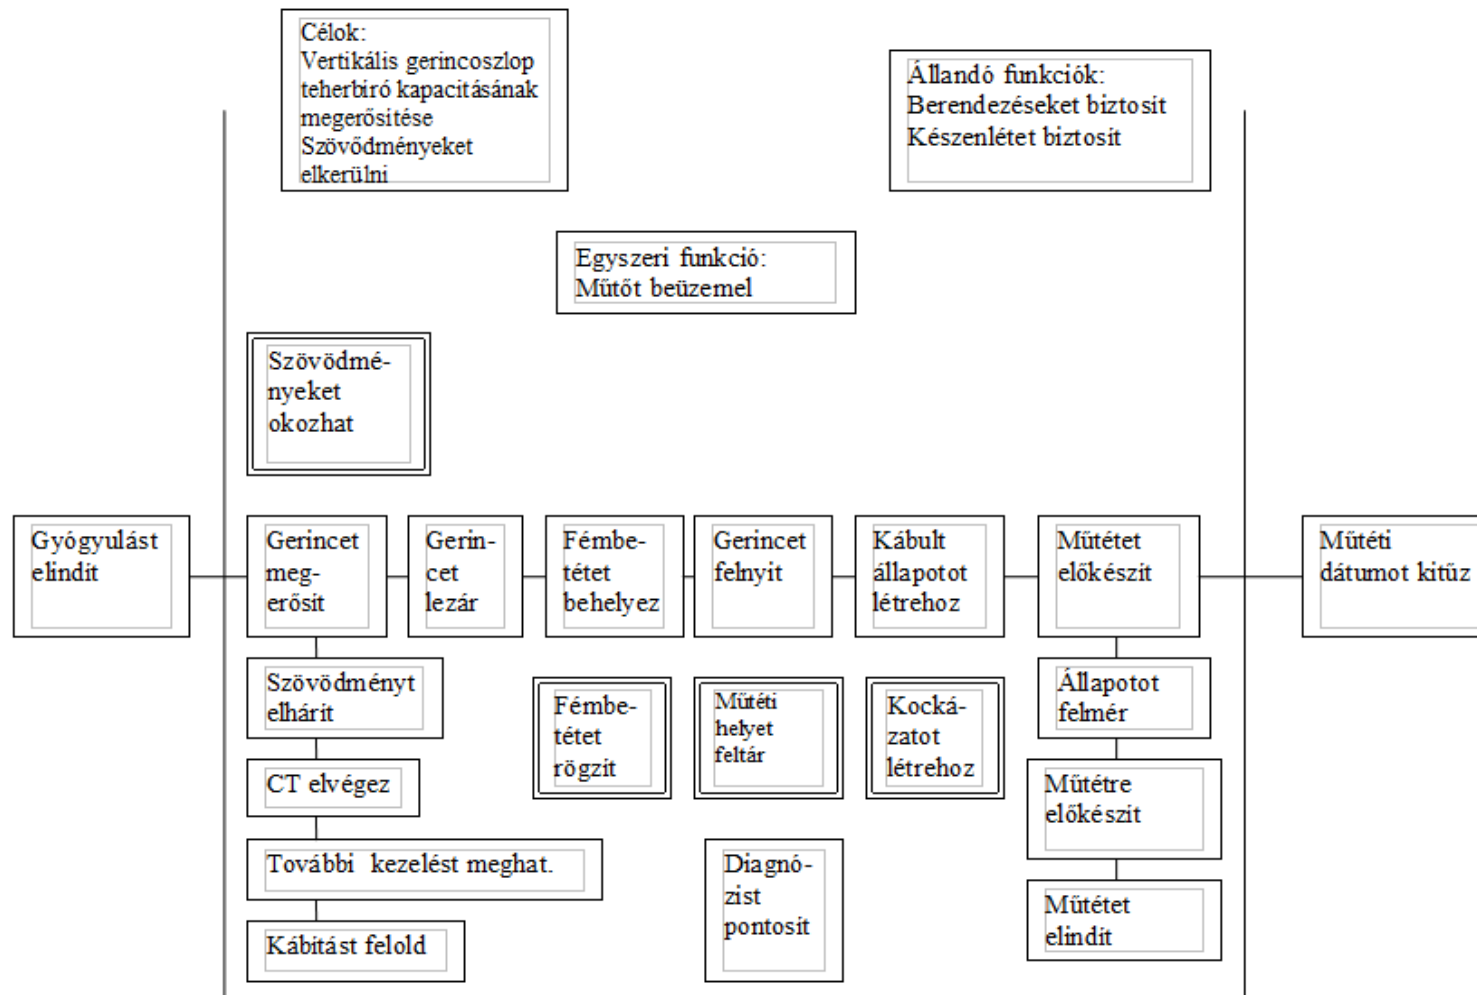 Célok:
Vertikális gerincoszlop
teherbíró kapacitásának
megerősítése
Szövődményeket
elkerülni
Állandó funkciók:
Berendezéseket biztosít
Készenlétet biztosít
Egyszeri funkció:
Műtőt beüzemel
Szövödmé-
nyeket
okozhat
Gyógyulást
elindít
Gerincet
meg-
erősít
Gerin-
cet
lezár
Fémbe-
tétet
behelyez
Gerincet
felnyit
Kábult
állapotot
létrehoz
Műtétet
előkészít
Műtéti
dátumot kitűz
Szövödményt
elhárít
CT elvégez
További kezelést meghat.
Kábítást felold
Fémbe-
tétet
rögzít
Műtéti
helyet
feltár
Diagnó-
zist
pontosít
Kocká-
zatot
létrehoz
Állapotot
felmér
Műtétre
előkészít
Műtétet
elindít